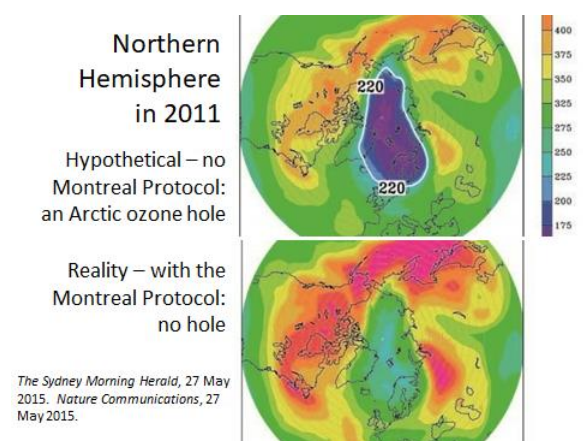 Northern
Hemisphere
in 2011
Hypothetical – no
Montreal Protocol:
an Arctic ozone hole
220
220
400
375
350
325
275
250
225
200
175
Reality – with the
Montreal Protocol:
no hole
The Sydney Morning Herald, 27 May
2015.  Nature Communications, 27
May 2015.